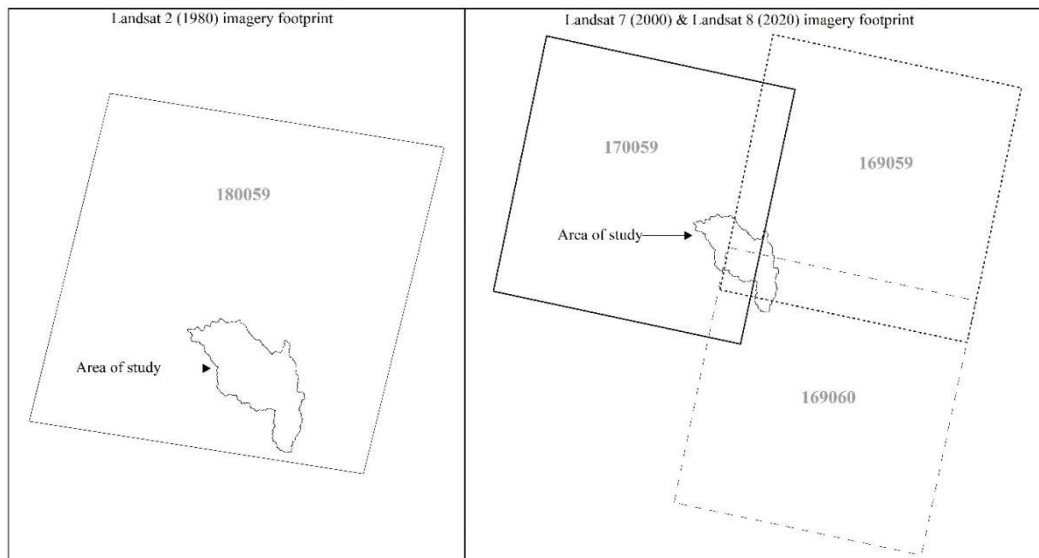 Landsat 2 (1980) imagery footprint
180059
Area of study
Landsat 7 (2000) & Landsat 8 (2020) imagery footprint
170059
169059
Area of study
169060